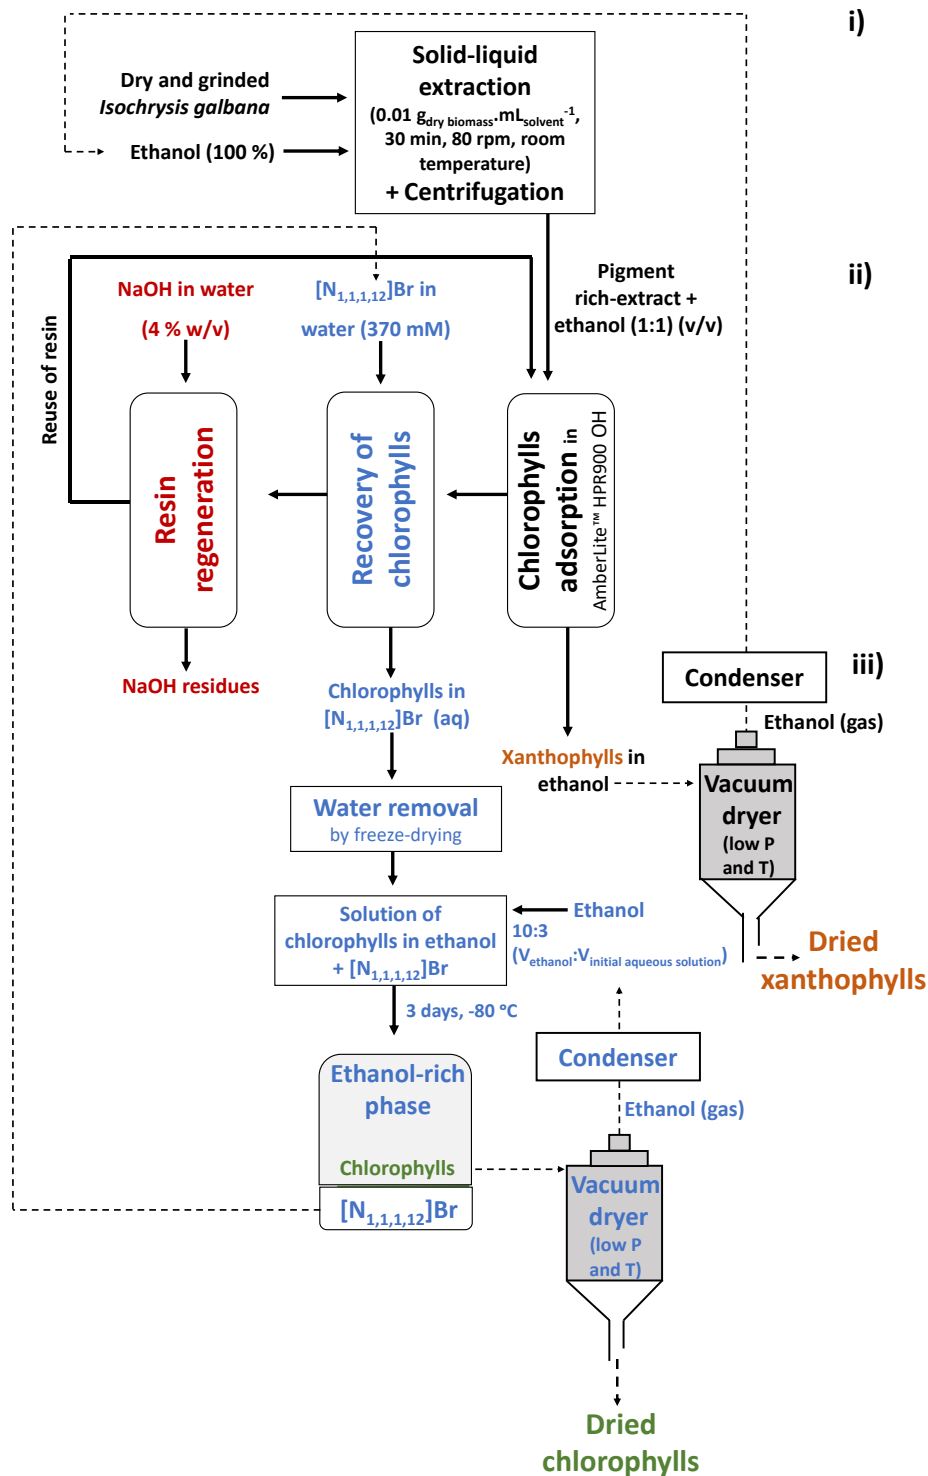 i)
Solid-liquid
extraction
(0.01 g_dry biomass.mL_solvent^-1,
30 min, 80 rpm, room
temperature)
+ Centrifugation
Dry and grinded
Isochrysis galbana
Ethanol (100 %)
ii)
Pigment
rich-extract +
ethanol (1:1) (v/v)
NaOH in water
(4 % w/v)
[N1,1,1,12]Br in
water (370 mM)
Reuse of resin
Resin
regeneration
Recovery of
chlorophylls
Chlorophylls
adsorption in
AmberLite™ HPR900 OH
NaOH residues
Chlorophylls in
[N1,1,1,12]Br (aq)
iii)
Condenser
Ethanol (gas)
Xanthophylls in
ethanol
Vacuum
dryer
(low P
and T)
Dried
xanthophylls
Water removal
by freeze-drying
Solution of
chlorophylls in ethanol
+ [N1,1,1,12]Br
Ethanol
10:3
(V_ethanol:V_initial aqueous solution)
3 days, -80 °C
Condenser
Ethanol (gas)
Ethanol-rich
phase
Chlorophylls
[N1,1,1,12]Br
Vacuum
dryer
(low P
and T)
Dried
chlorophylls